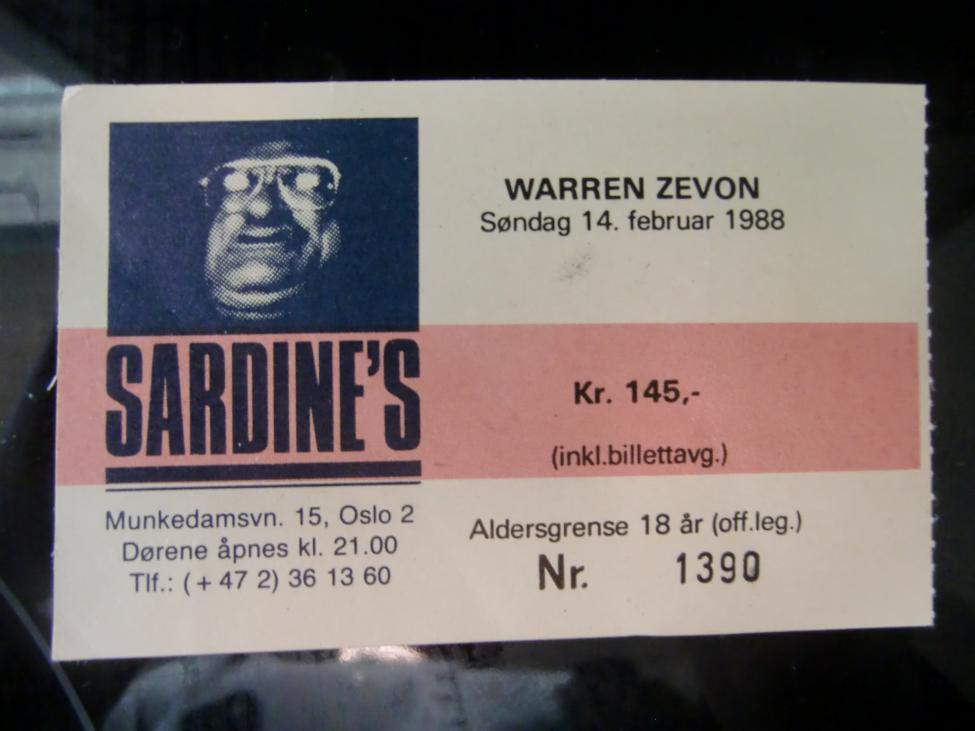 WARREN ZEVON
Søndag 14. februar 1988
SARDINE'S
Kr. 145,-
(inkl.billettavg.)
Munkedamsvn. 15, Oslo 2
Dørene åpnes kl. 21.00
Tlf.: (+ 47 2) 36 13 60
Aldersgrense 18 år (off.leg.)
Nr. 1390